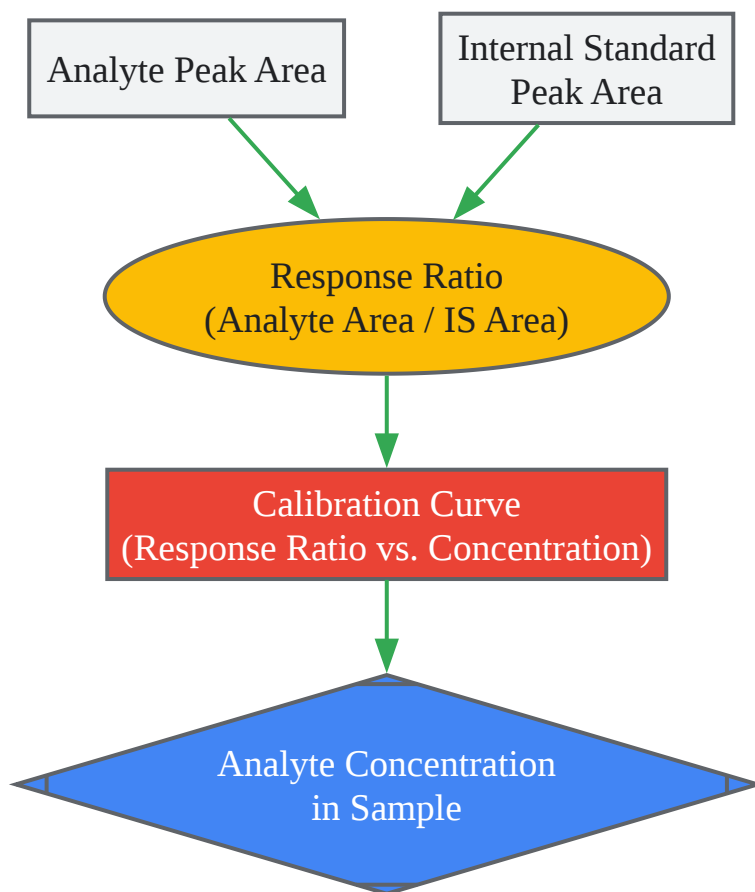 Analyte Peak Area
Internal Standard
Peak Area
Response Ratio
(Analyte Area / IS Area)
Calibration Curve
(Response Ratio vs. Concentration)
Analyte Concentration
in Sample